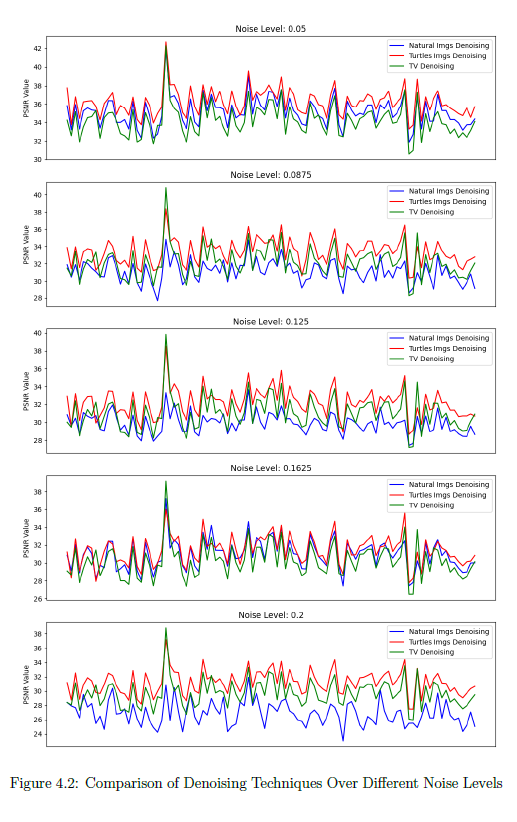 Noise Level: 0.05
PSNR Value
42
40
38
36
34
32
30
Natural Imgs Denoising
Turtles Imgs Denoising
TV Denoising
Noise Level: 0.0875
PSNR Value
40
38
36
34
32
30
28
Natural Imgs Denoising
Turtles Imgs Denoising
TV Denoising
Noise Level: 0.125
PSNR Value
40
38
36
34
32
30
28
Natural Imgs Denoising
Turtles Imgs Denoising
TV Denoising
Noise Level: 0.1625
PSNR Value
38
36
34
32
30
28
26
Natural Imgs Denoising
Turtles Imgs Denoising
TV Denoising
Noise Level: 0.2
PSNR Value
38
36
34
32
30
28
26
24
Natural Imgs Denoising
Turtles Imgs Denoising
TV Denoising
Figure 4.2: Comparison of Denoising Techniques Over Different Noise Levels